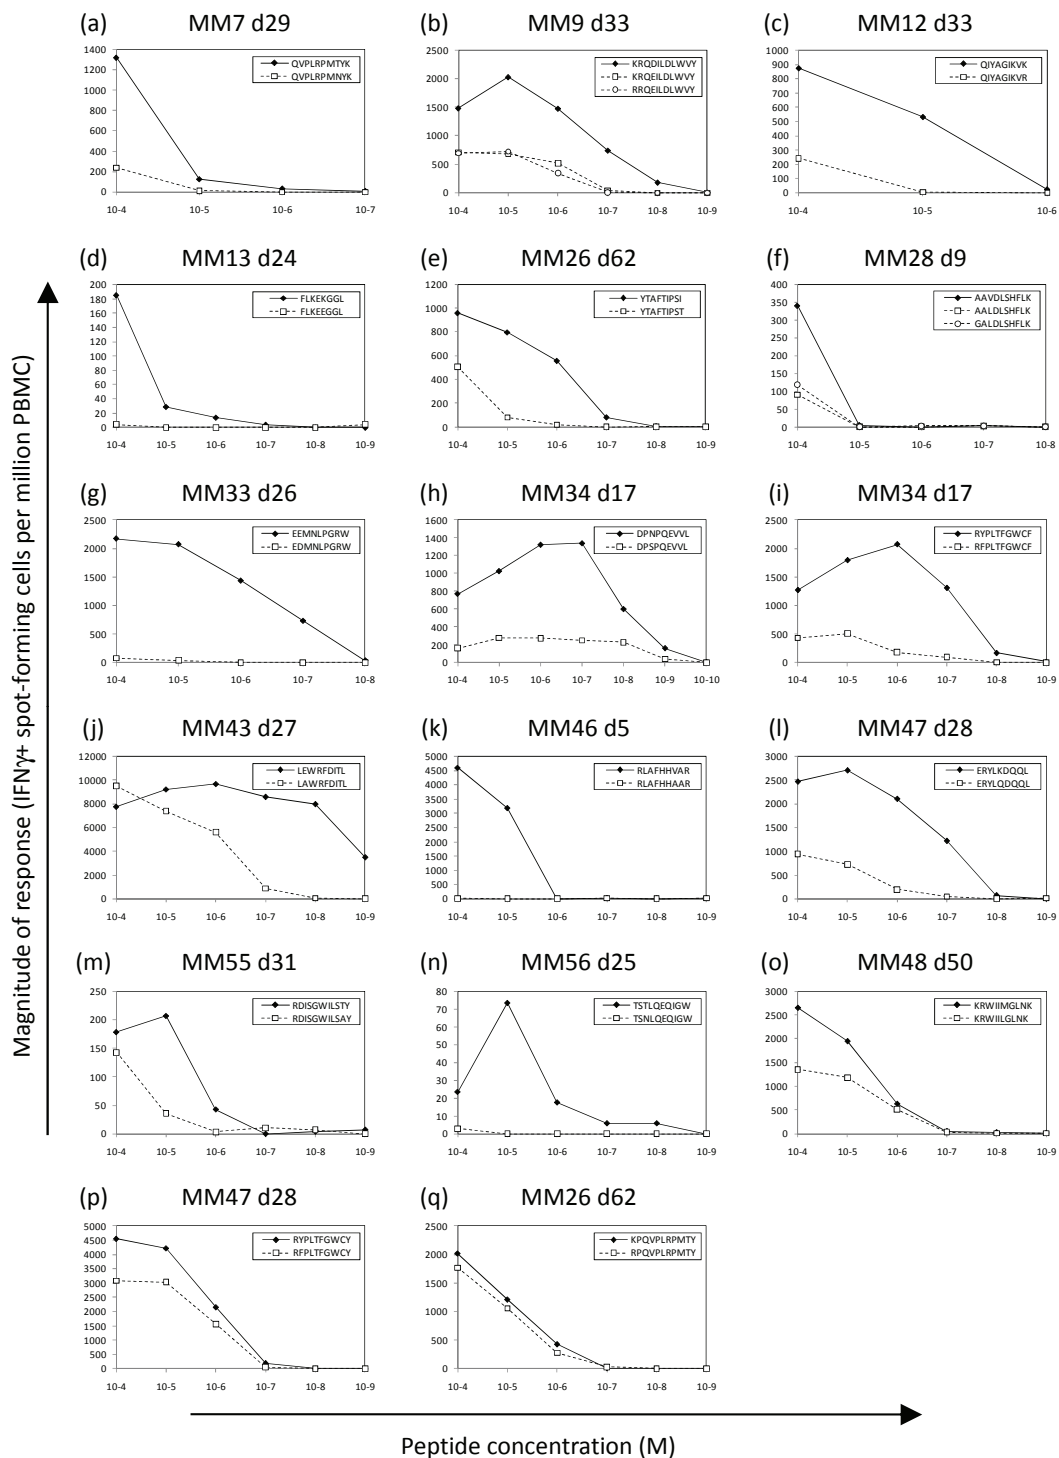 Magnitude of response (IFNγ+ spot-forming cells per million PBMC)
(a) MM7 d29
1400
1200
1000
800
600
400
200
0
QVPLRPMTYK
QVPLRPMNYK
10-4 10-5 10-6 10-7
(b) MM9 d33
2500
2000
1500
1000
500
0
KRQDILDLWVY
KRQEILDLWVY
RRQEILDLWVY
10-4 10-5 10-6 10-7 10-8 10-9
(c) MM12 d33
1000
900
800
700
600
500
400
300
200
100
0
QIYAGIKVK
QIYAGIKVR
10-4 10-5 10-6
(d) MM13 d24
200
180
160
140
120
100
80
60
40
20
0
FLKEKGGL
FLKEEGGL
10-4 10-5 10-6 10-7 10-8 10-9
(e) MM26 d62
1200
1000
800
600
400
200
0
YTAFTIPSI
YTAFTIPST
10-4 10-5 10-6 10-7 10-8 10-9
(f) MM28 d9
400
350
300
250
200
150
100
50
0
AAVDLSHFLK
AALDLSHFLK
GALDLSHFLK
10-4 10-5 10-6 10-7 10-8
(g) MM33 d26
2500
2000
1500
1000
500
0
EEMNLPGRW
EDMNLPGRW
10-4 10-5 10-6 10-7 10-8
(h) MM34 d17
1600
1400
1200
1000
800
600
400
200
0
DPNPQEVVL
DPSPQEVVL
10-4 10-5 10-6 10-7 10-8 10-9 10-10
(i) MM34 d17
2500
2000
1500
1000
500
0
RYPLTFGWCF
RFPLTFGWCF
10-4 10-5 10-6 10-7 10-8 10-9
(j) MM43 d27
12000
10000
8000
6000
4000
2000
0
LEWRFDITL
LAWRFDITL
10-4 10-5 10-6 10-7 10-8 10-9
(k) MM46 d5
5000
4500
4000
3500
3000
2500
2000
1500
1000
500
0
RLAFHHVAR
RLAFHHAAR
10-4 10-5 10-6 10-7 10-8 10-9
(l) MM47 d28
3000
2500
2000
1500
1000
500
0
ERYLKDQQL
ERYLQDQQL
10-4 10-5 10-6 10-7 10-8 10-9
(m) MM55 d31
250
200
150
100
50
0
RDISGWILSTY
RDISGWILSAY
10-4 10-5 10-6 10-7 10-8 10-9
(n) MM56 d25
80
70
60
50
40
30
20
10
0
TSTLQEQIGW
TSNLQEQIGW
10-4 10-5 10-6 10-7 10-8 10-9
(o) MM48 d50
3000
2500
2000
1500
1000
500
0
KRWIIMGLNK
KRWIILGLNK
10-4 10-5 10-6 10-7 10-8 10-9
(p) MM47 d28
5000
4500
4000
3500
3000
2500
2000
1500
1000
500
0
RYPLTFGWCY
RFPLTFGWCY
10-4 10-5 10-6 10-7 10-8 10-9
(q) MM26 d62
2500
2000
1500
1000
500
0
KPQVPLRPMTY
RPQVPLRPMTY
10-4 10-5 10-6 10-7 10-8 10-9
Peptide concentration (M)